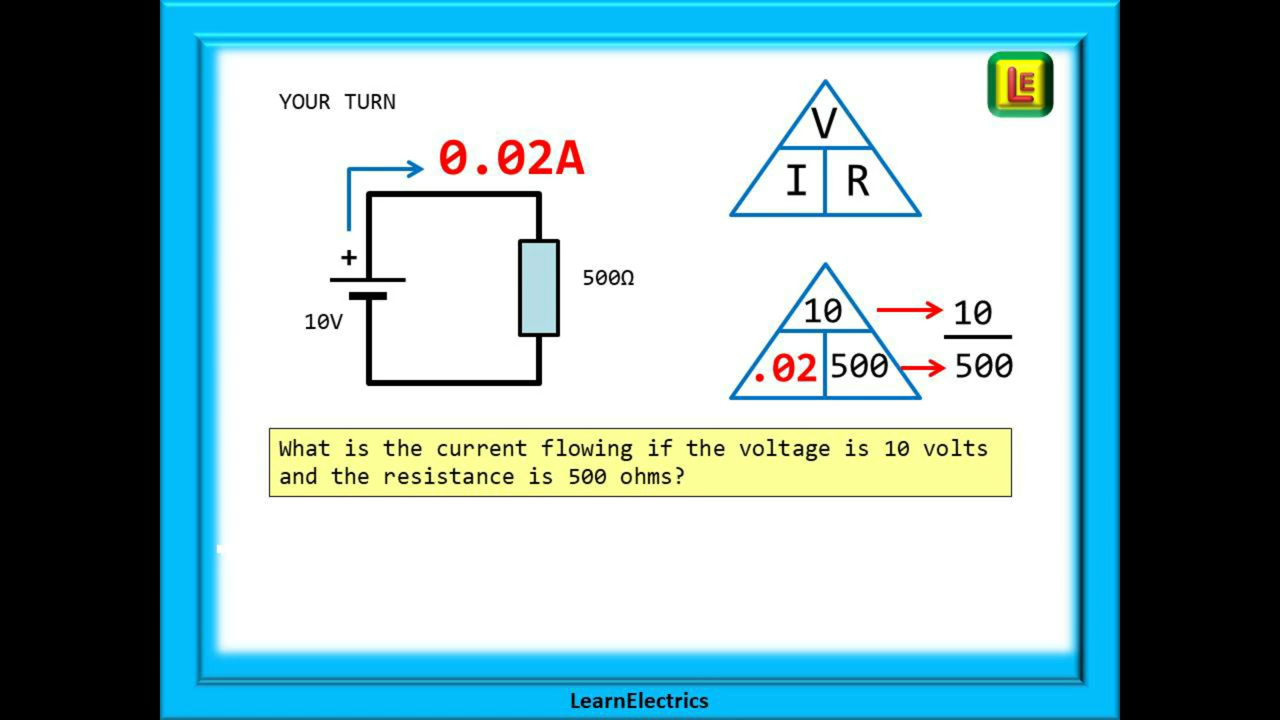 YOUR TURN
LE
0.02A
+
10V
500Ω
V
I R
10
.02 500
10
500
What is the current flowing if the voltage is 10 volts
and the resistance is 500 ohms?
LearnElectrics